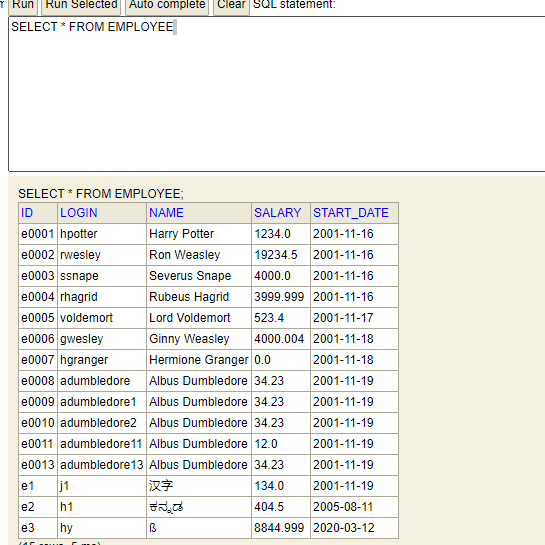 Run Run Selected Auto complete Clear SQL statement:
SELECT * FROM EMPLOYEE
SELECT * FROM EMPLOYEE;
ID LOGIN NAME SALARY START_DATE
e0001 hpotter Harry Potter 1234.0 2001-11-16
e0002 rwesley Ron Weasley 19234.5 2001-11-16
e0003 ssnape Severus Snape 4000.0 2001-11-16
e0004 rhagrid Rubeus Hagrid 3999.999 2001-11-16
e0005 voldemort Lord Voldemort 523.4 2001-11-17
e0006 gwesley Ginny Weasley 4000.004 2001-11-18
e0007 hgranger Hermione Granger 0.0 2001-11-18
e0008 adumbledore Albus Dumbledore 34.23 2001-11-19
e0009 adumbledore1 Albus Dumbledore 34.23 2001-11-19
e0010 adumbledore2 Albus Dumbledore 34.23 2001-11-19
e0011 adumbledore11 Albus Dumbledore 12.0 2001-11-19
e0013 adumbledore13 Albus Dumbledore 34.23 2001-11-19
e1 j1 汉字 134.0 2001-11-19
e2 h1 ಕನ್ನಡ 404.5 2005-08-11
e3 hy ß 8844.999 2020-03-12
(15 rows, 5 ms)